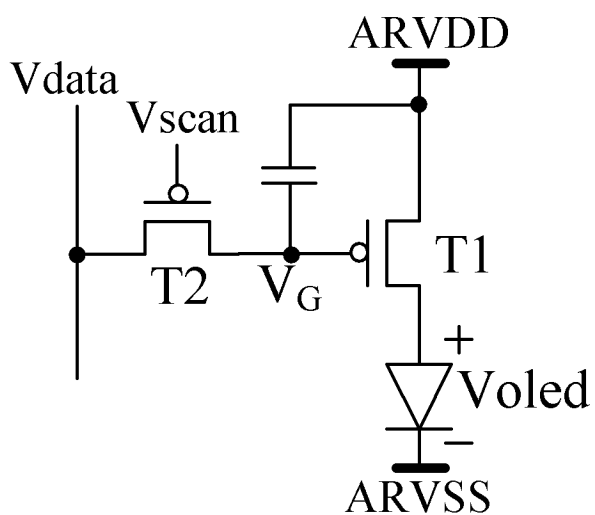 ARVDD
Vdata
Vscan
T2
VG
T1
+
Voled
−
ARVSS